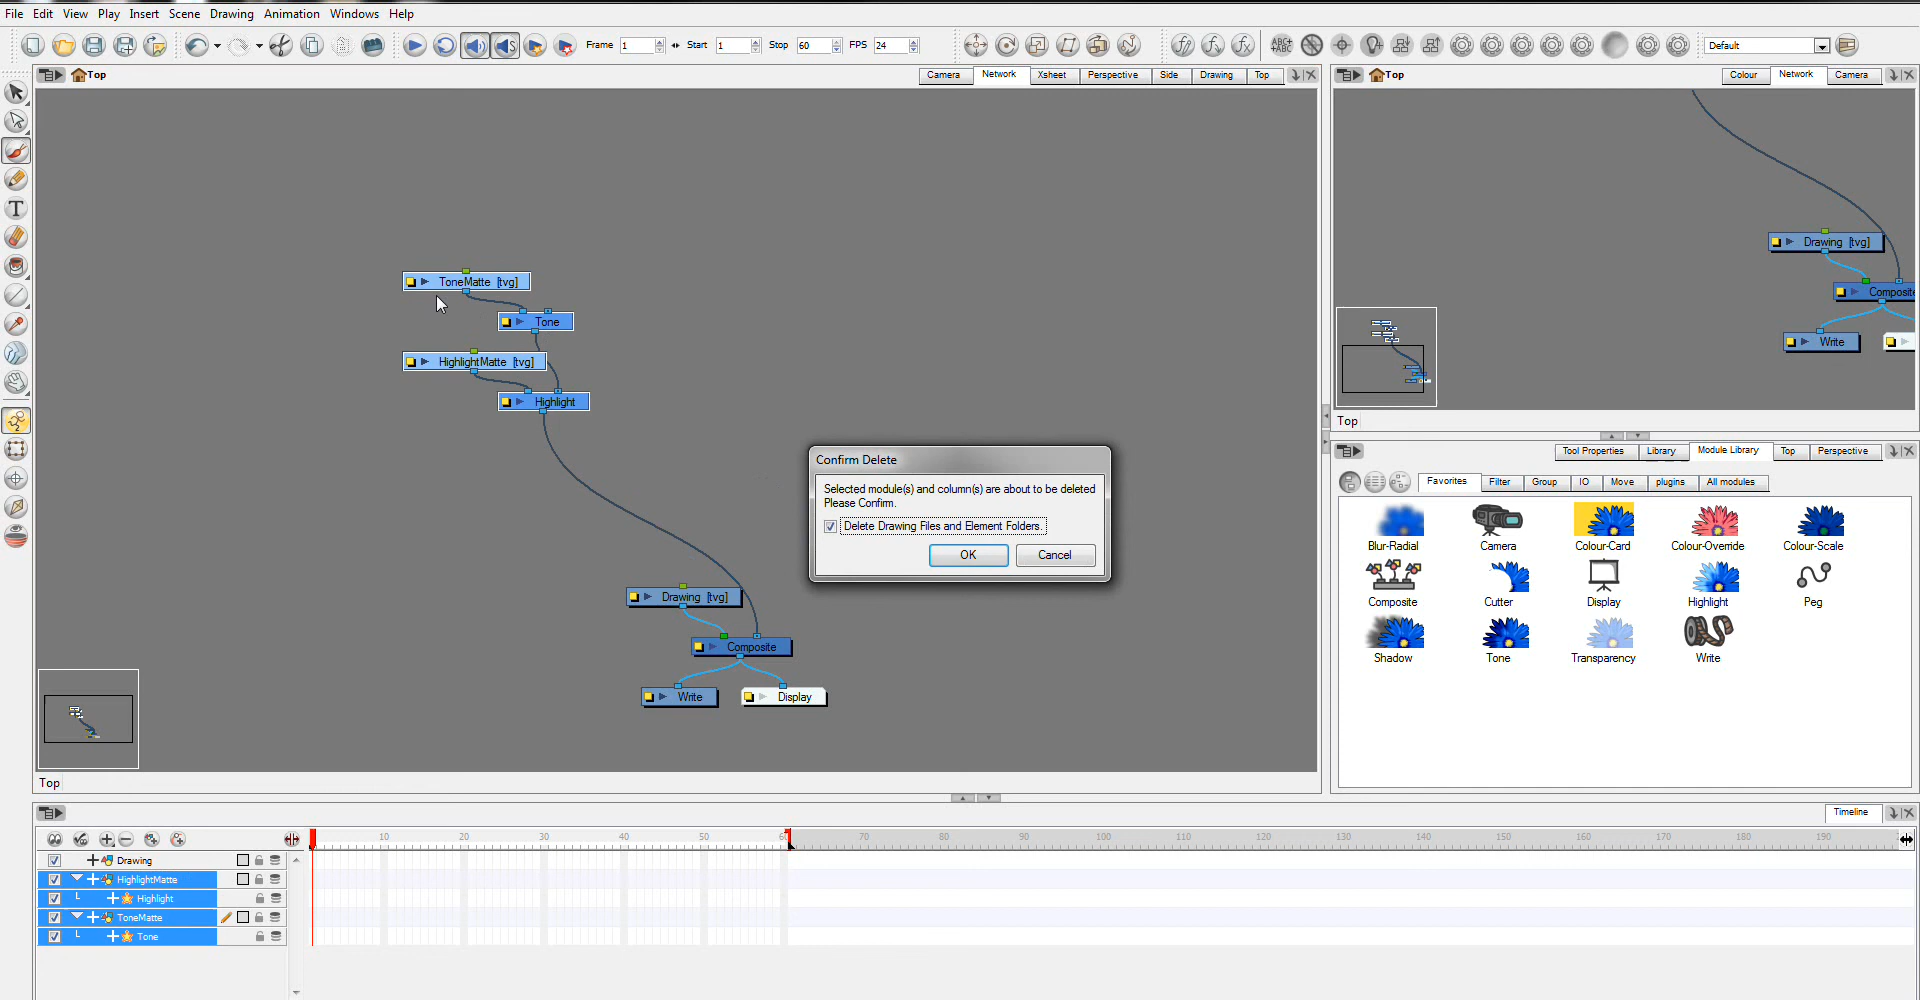 File Edit View Play Insert Scene Drawing Animation Windows Help
Frame 1 Start 1 Stop 60 FPS 24 Default
Top Camera Network Xsheet Perspective Side Drawing Top
Top Colour Network Camera
ToneMatte [tvg]
Tone
HighlightMatte [tvg]
Highlight
Drawing [tvg]
Composite
Write Display
Top
Drawing [tvg]
Composite
Write
Top
Confirm Delete
Selected module(s) and column(s) are about to be deleted
Please Confirm.
Delete Drawing Files and Element Folders.
OK Cancel
Tool Properties Library Module Library Top Perspective
Favorites Filter Group IO Move plugins All modules
Blur-Radial Camera Colour-Card Colour-Override Colour-Scale
Composite Cutter Display Highlight Peg
Shadow Tone Transparency Write
Timeline
10 20 30 40 50 60 70 80 90 100 110 120 130 140 150 160 170 180 190
Drawing
HighlightMatte
Highlight
ToneMatte
Tone